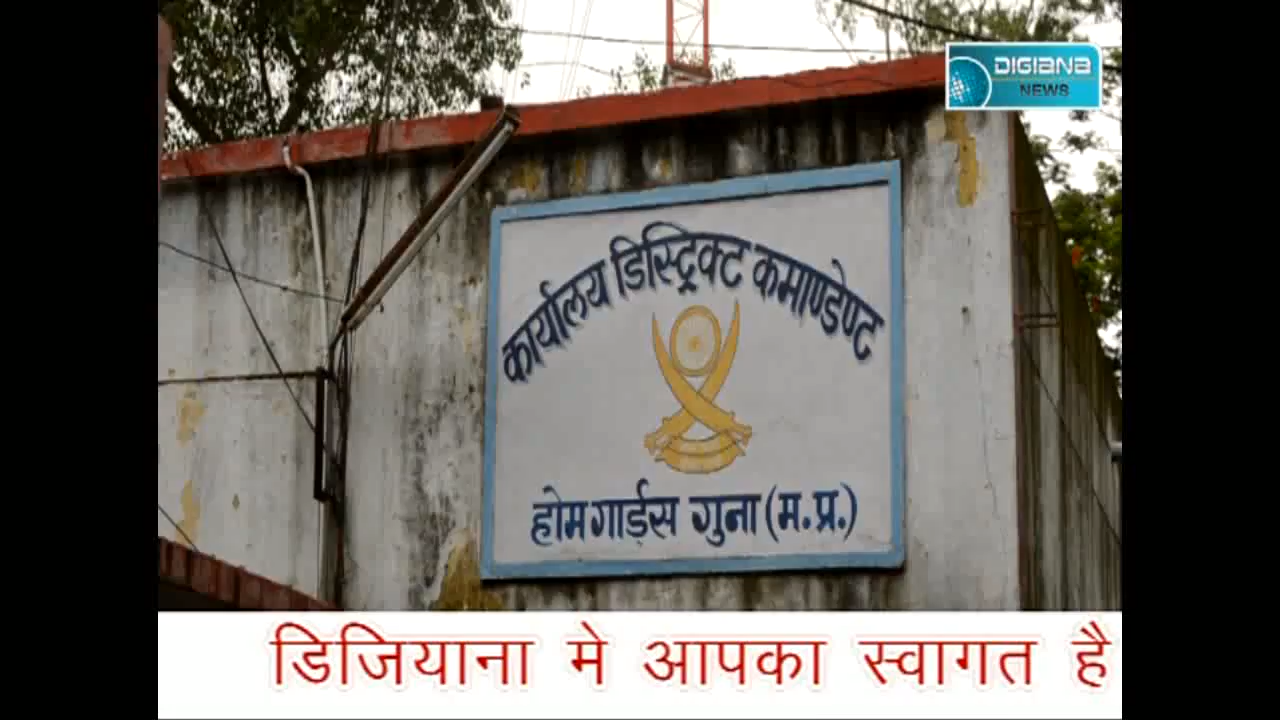 DIGIANA
NEWS
कार्यालय डिस्ट्रिक्ट कमाण्डेण्ट
होमगार्ड्स गुना (म.प्र.)
डिजियाना मे आपका स्वागत है